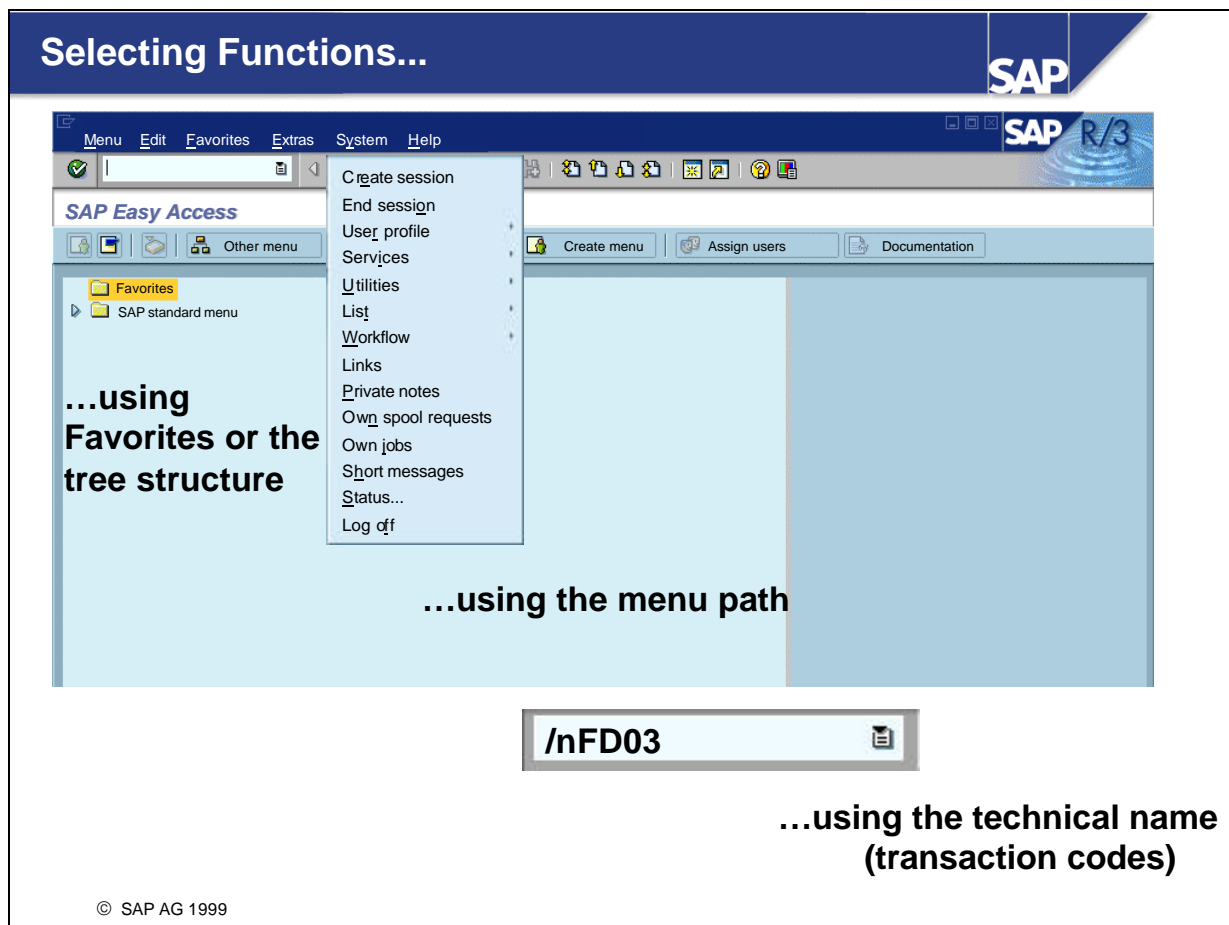 Selecting Functions...
SAP
Menu Edit Favorites Extras System Help
SAP R/3
SAP Easy Access
Other menu
Create menu
Assign users
Documentation
Favorites
SAP standard menu
Create session
End session
User profile
Services
Utilities
List
Workflow
Links
Private notes
Own spool requests
Own jobs
Short messages
Status...
Log off
…using
Favorites or the
tree structure
…using the menu path
/nFD03
…using the technical name
(transaction codes)
© SAP AG 1999